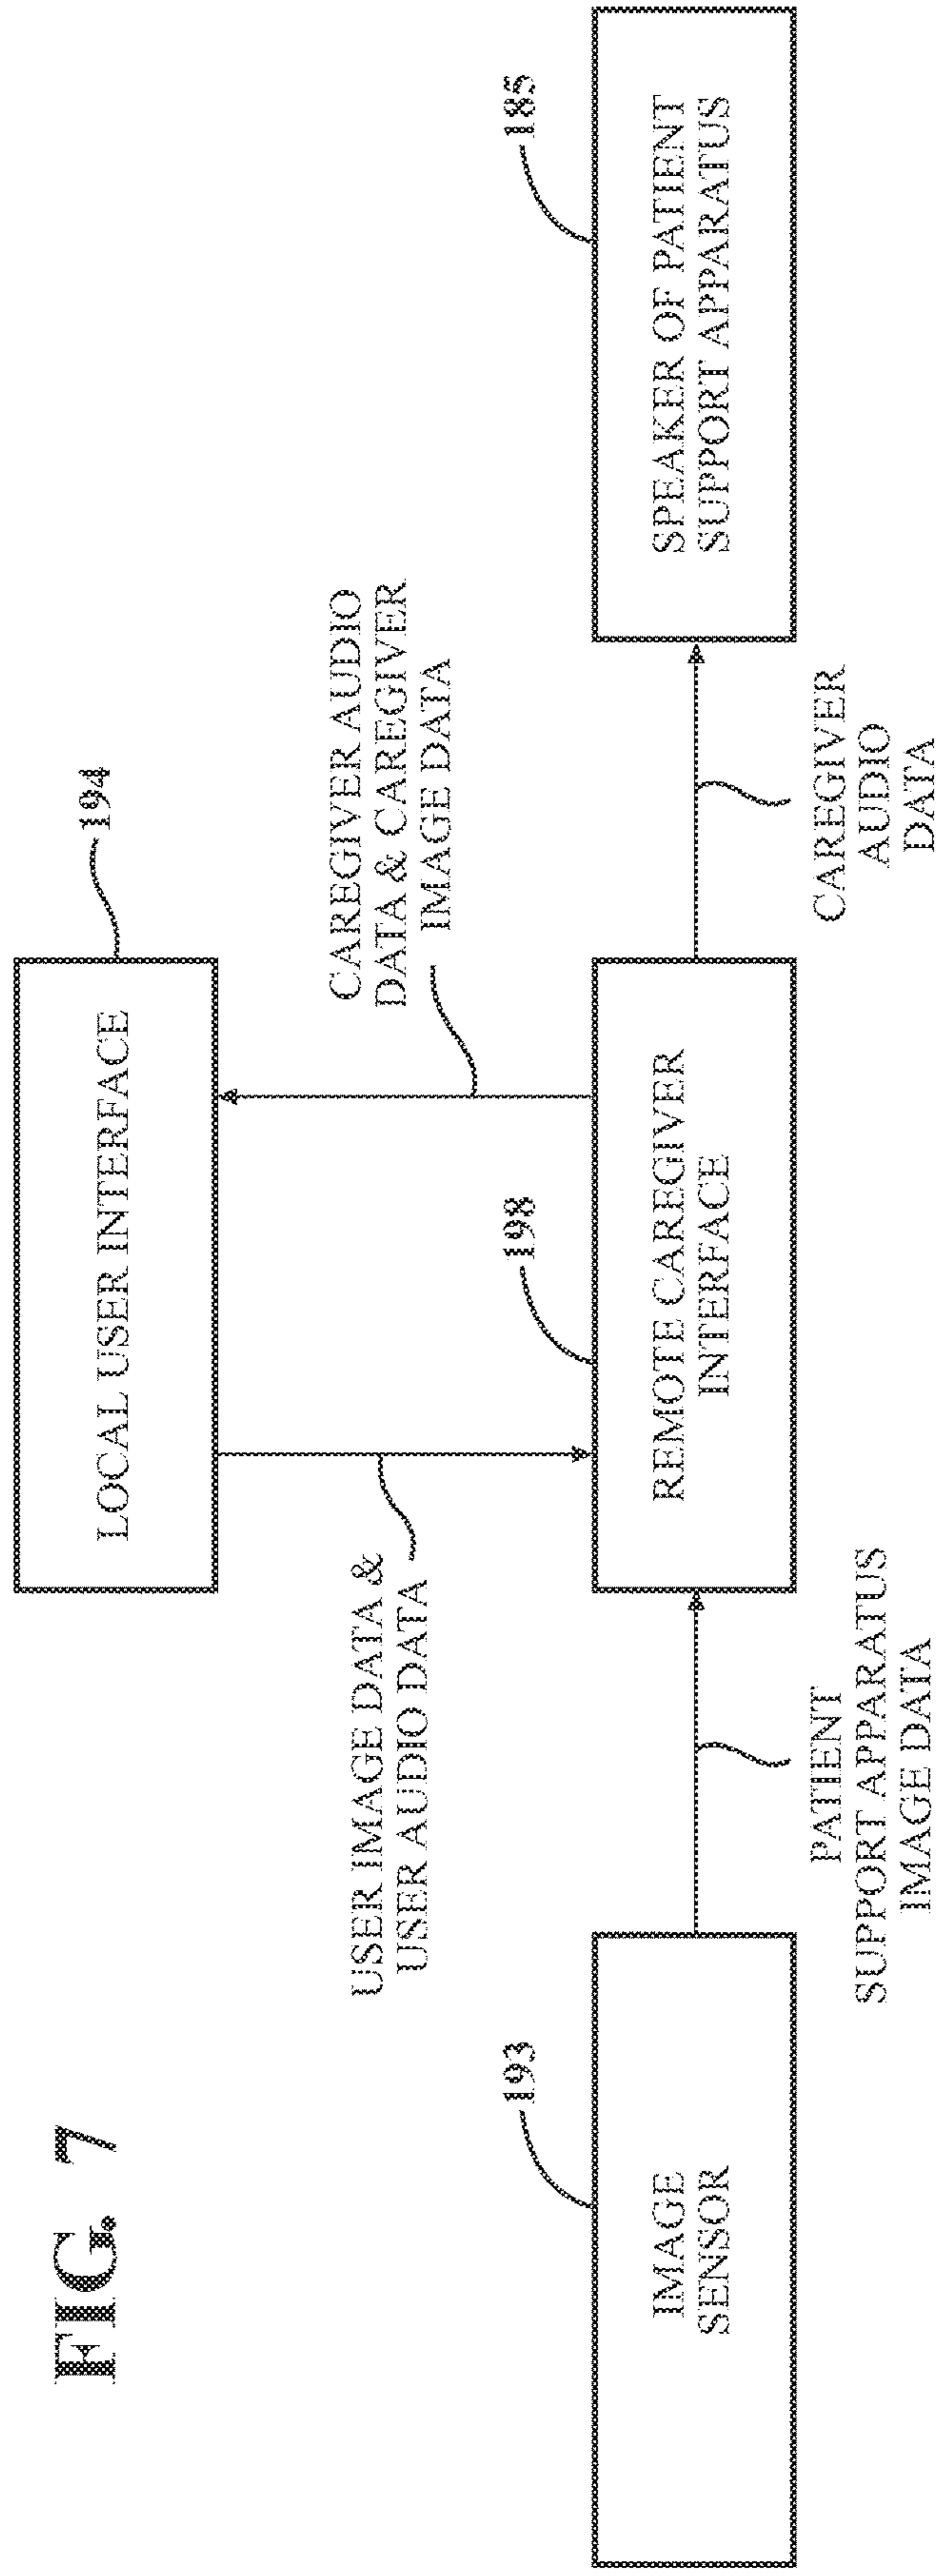 FIG. 7
LOCAL USER INTERFACE
194
USER IMAGE DATA &
USER AUDIO DATA
CAREGIVER AUDIO
DATA & CAREGIVER
IMAGE DATA
193
IMAGE
SENSOR
198
REMOTE CAREGIVER
INTERFACE
185
SPEAKER OF PATIENT
SUPPORT APPARATUS
PATIENT
SUPPORT APPARATUS
IMAGE DATA
CAREGIVER
AUDIO
DATA